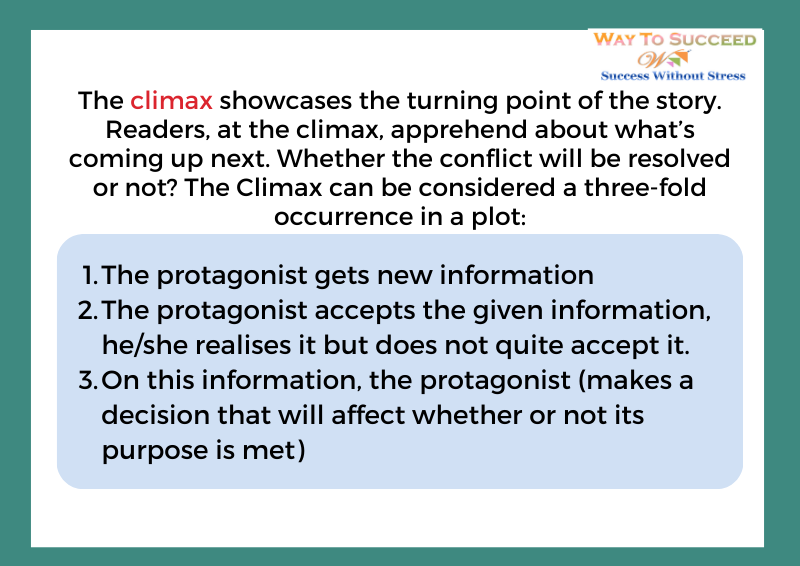 WAY TO SUCCEED
W
Success Without Stress
The climax showcases the turning point of the story.
Readers, at the climax, apprehend about what's
coming up next. Whether the conflict will be resolved
or not? The Climax can be considered a three-fold
occurrence in a plot:
1. The protagonist gets new information
2. The protagonist accepts the given information,
he/she realises it but does not quite accept it.
3. On this information, the protagonist (makes a
decision that will affect whether or not its
purpose is met)